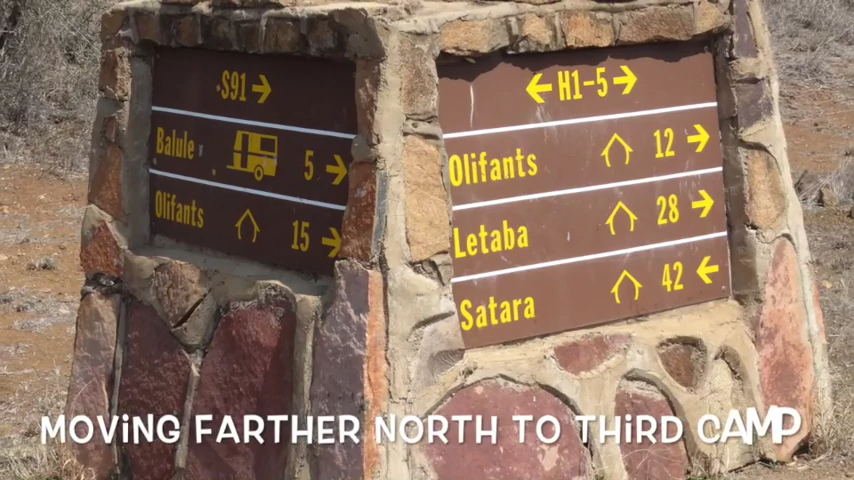 S91 →
Balule 5 →
Olifants 15 →
← H1-5 →
Olifants 12 →
Letaba 28 →
Satara 42 ←
MOViNG FARTHER NORTH TO THiRD CAMP